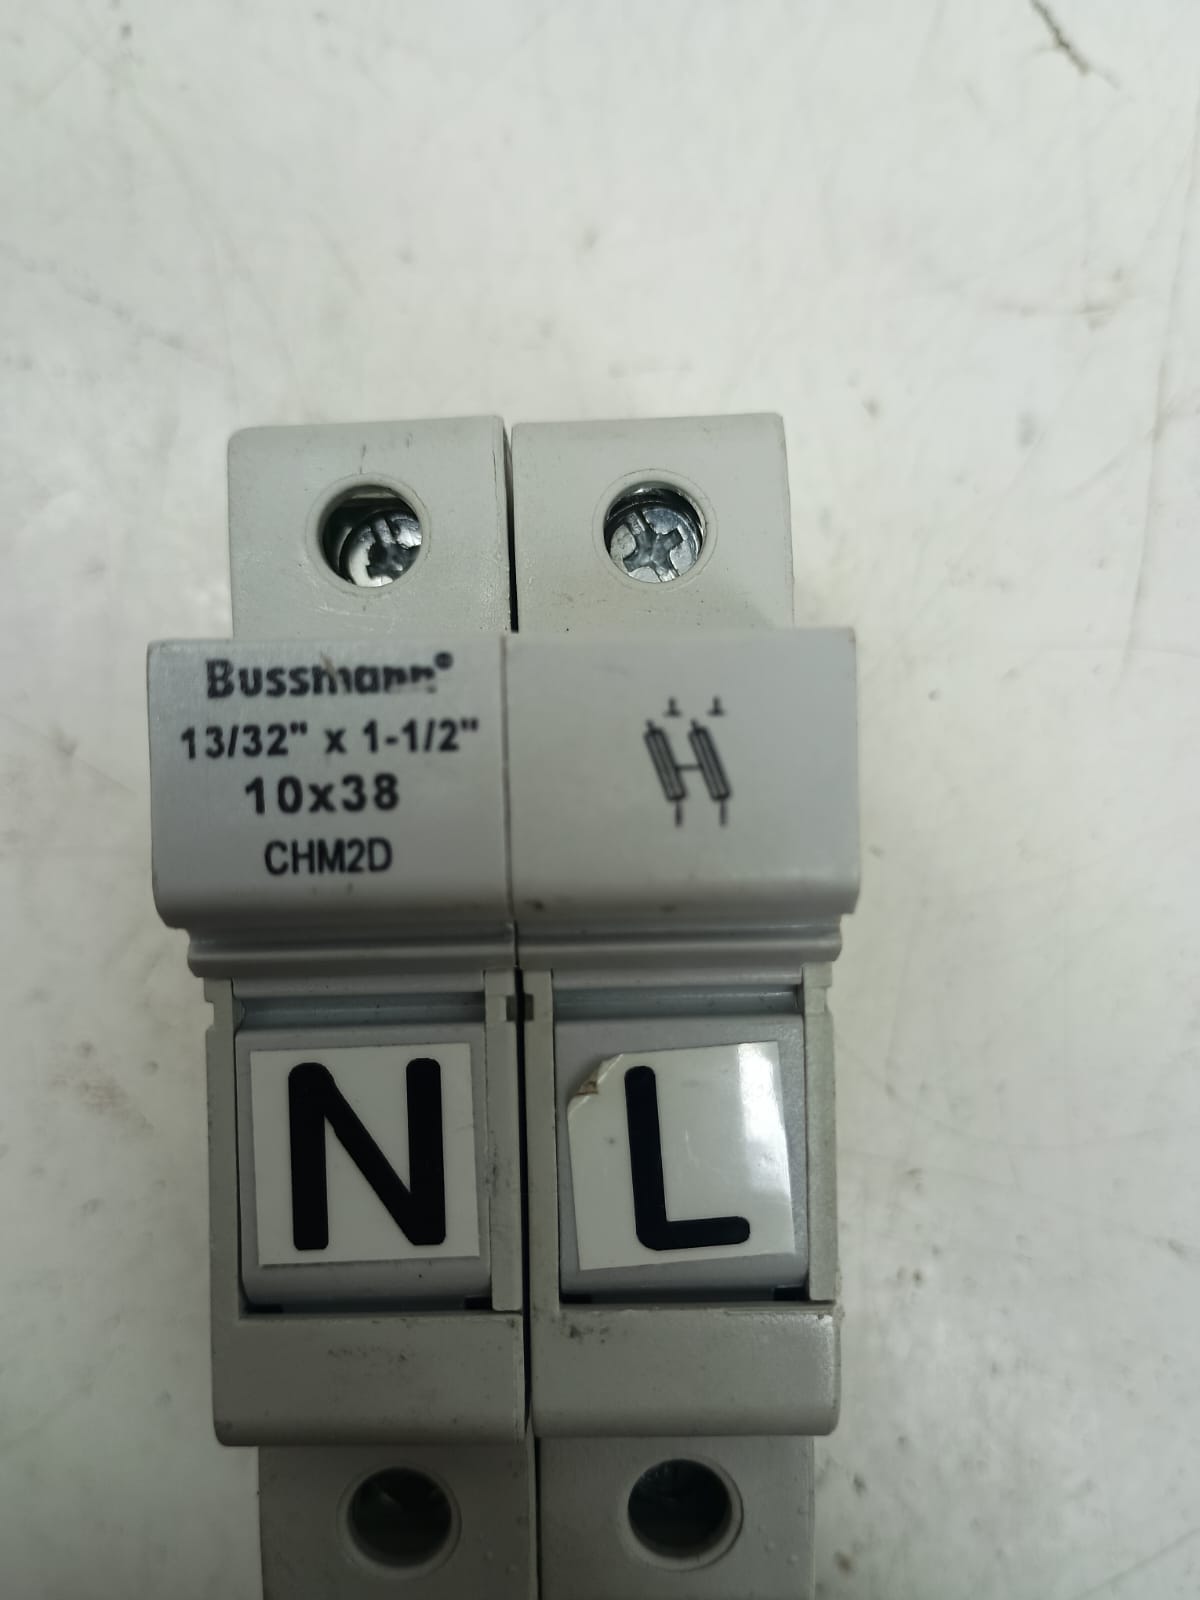 Bussmann®
13/32" x 1-1/2"
10x38
CHM2D
N L